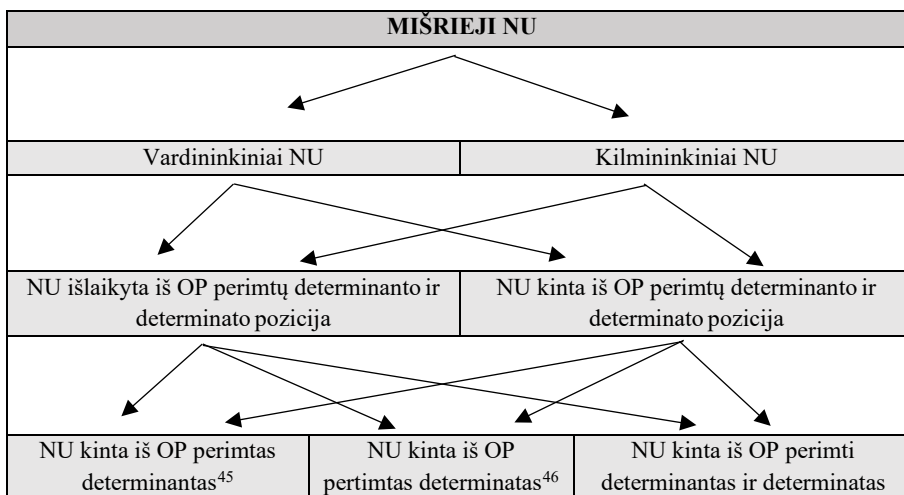 MIŠRIEJI NU
Vardininkiniai NU
Kilmininkiniai NU
NU išlaikyta iš OP perimtų determinanto ir
determinato pozicija
NU kinta iš OP perimtų determinanto ir
determinato pozicija
NU kinta iš OP perimtas
determinantas45
NU kinta iš OP
pertimtas determinatas46
NU kinta iš OP perimti
determinantas ir determinatas